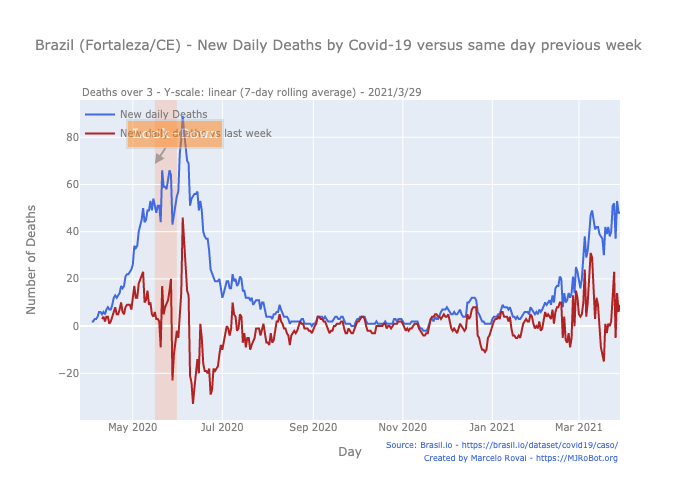 Brazil (Fortaleza/CE) - New Daily Deaths by Covid-19 versus same day previous week
Deaths over 3 - Y-scale: linear (7-day rolling average) - 2021/3/29
New daily Deaths
last week
80
60
40
20
0
−20
Number of Deaths
May 2020
Jul 2020
Sep 2020
Nov 2020
Jan 2021
Mar 2021
Day
Source: Brasil.io - https://brasil.io/dataset/covid19/caso/
Created by Marcelo Rovai - https://MJRoBot.org